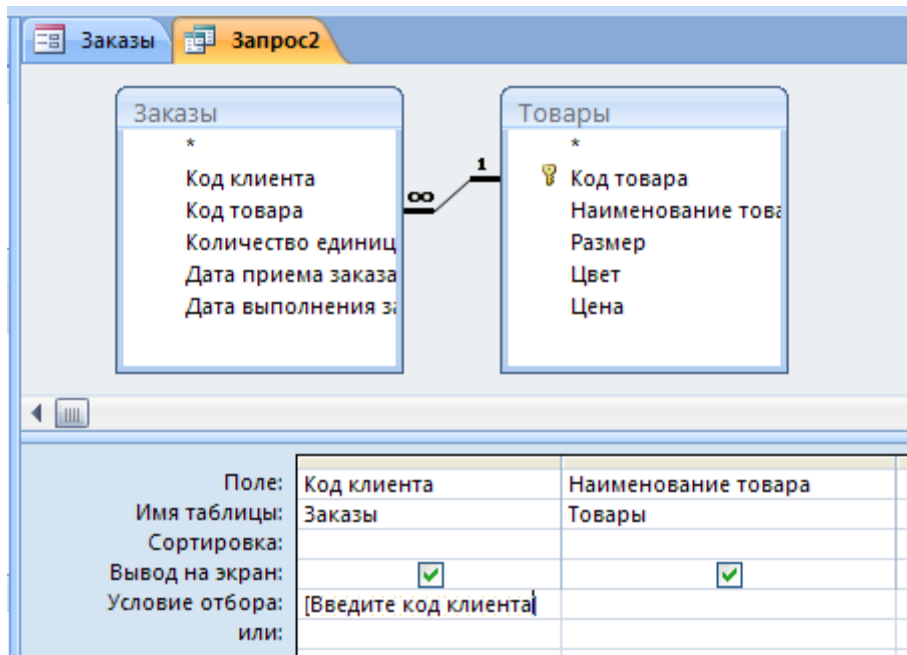 Заказы Запрос2
Заказы Товары
*
Код клиента
Код товара
Количество единиц
Дата приема заказа
Дата выполнения за
*
Код товара
Наименование това
Размер
Цвет
Цена
1
∞
Поле: Код клиента Наименование товара
Имя таблицы: Заказы Товары
Сортировка:
Вывод на экран:
Условие отбора: [Введите код клиента
или: